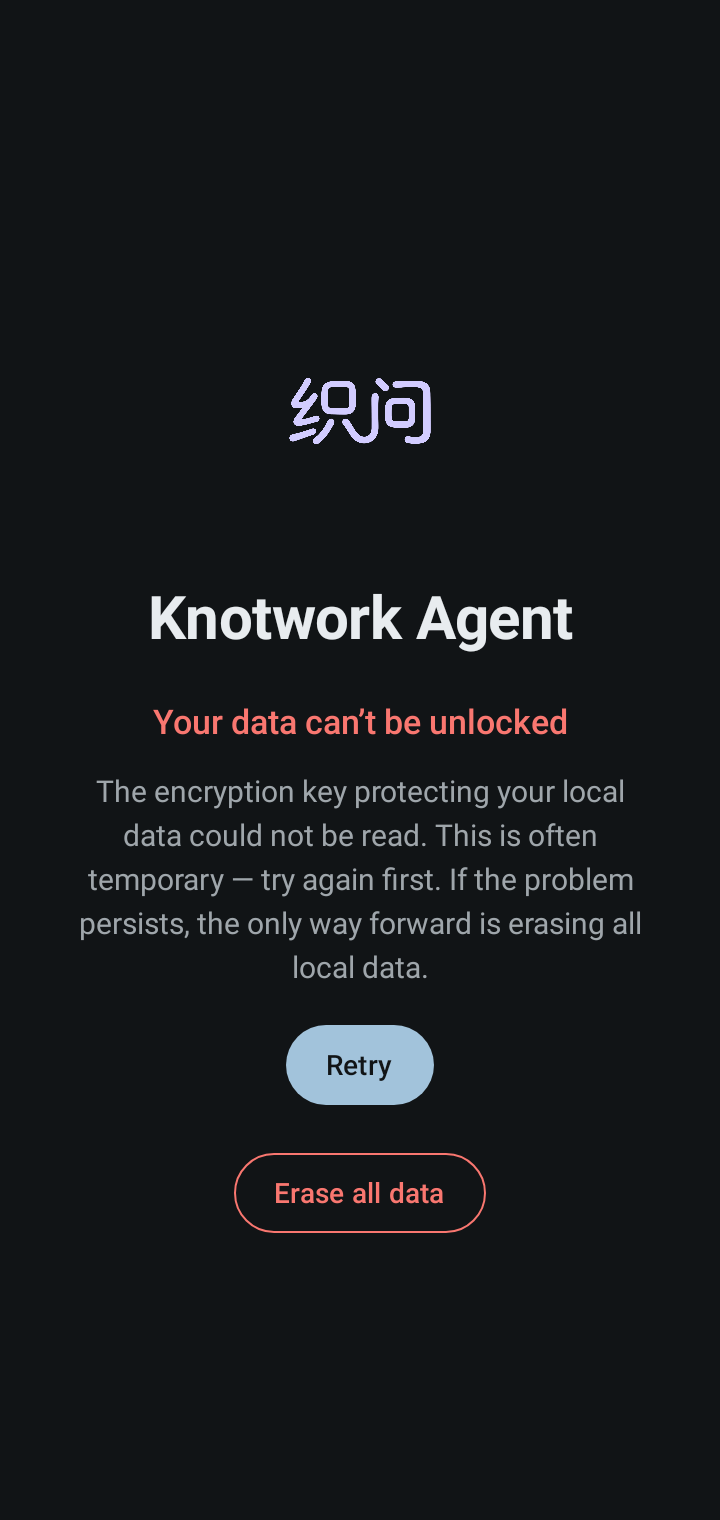 织问
Knotwork Agent
Your data can’t be unlocked
The encryption key protecting your local
data could not be read. This is often
temporary — try again first. If the problem
persists, the only way forward is erasing all
local data.
Retry
Erase all data